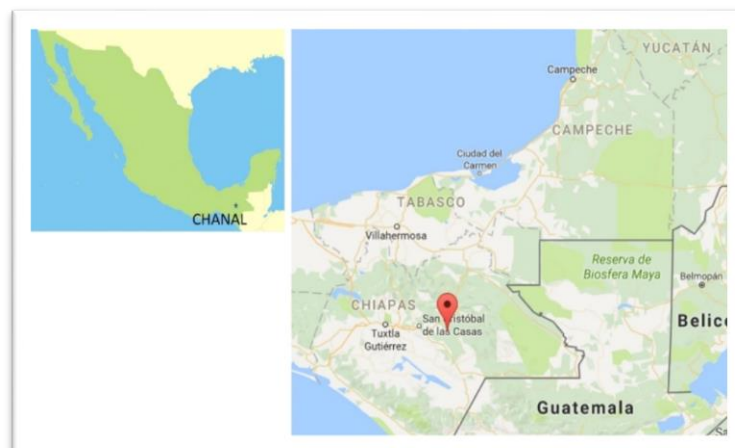 CHANAL
YUCATÁN
Campeche
CAMPECHE
Ciudad del
Carmen
TABASCO
Villahermosa
Reserva de
Biosfera Maya
Belmopán
CHIAPAS
San Cristóbal
de las Casas
Tuxtla
Gutiérrez
Belic
Guatemala